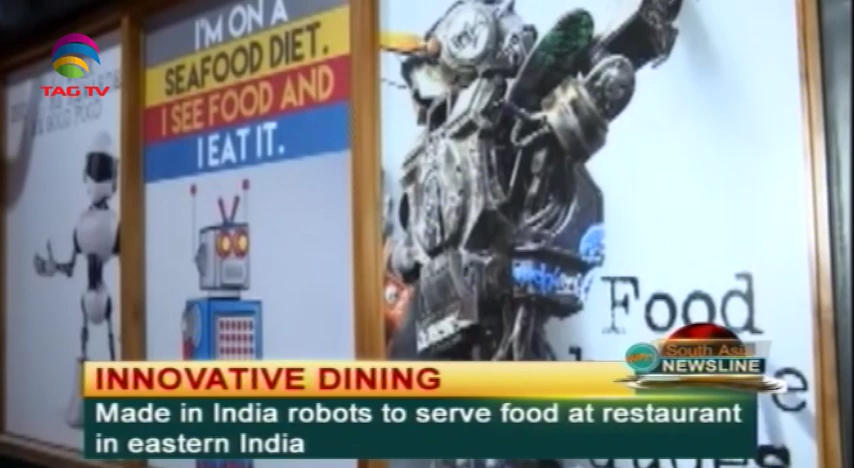 TAG TV
I'M ON A
SEAFOOD DIET.
I SEE FOOD AND
I EAT IT.
Food
South Asia
NEWSLINE
INNOVATIVE DINING
Made in India robots to serve food at restaurant
in eastern India